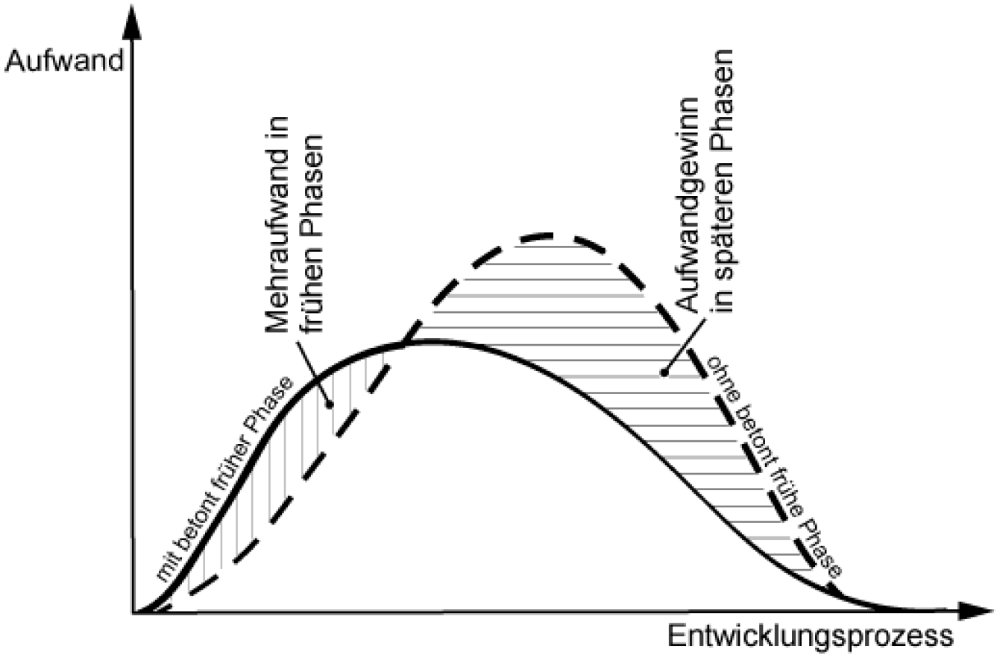 Aufwand
Mehraufwand in
frühen Phasen
Aufwandgewinn
in späteren Phasen
mit betont früher Phase
ohne betont frühe Phase
Entwicklungsprozess